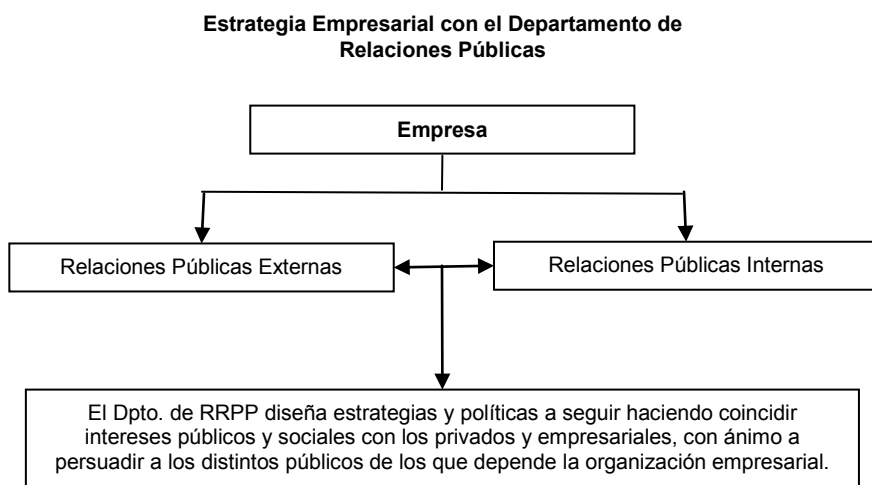 Estrategia Empresarial con el Departamento de
Relaciones Públicas
Empresa
Relaciones Públicas Externas
Relaciones Públicas Internas
El Dpto. de RRPP diseña estrategias y políticas a seguir haciendo coincidir
intereses públicos y sociales con los privados y empresariales, con ánimo a
persuadir a los distintos públicos de los que depende la organización empresarial.